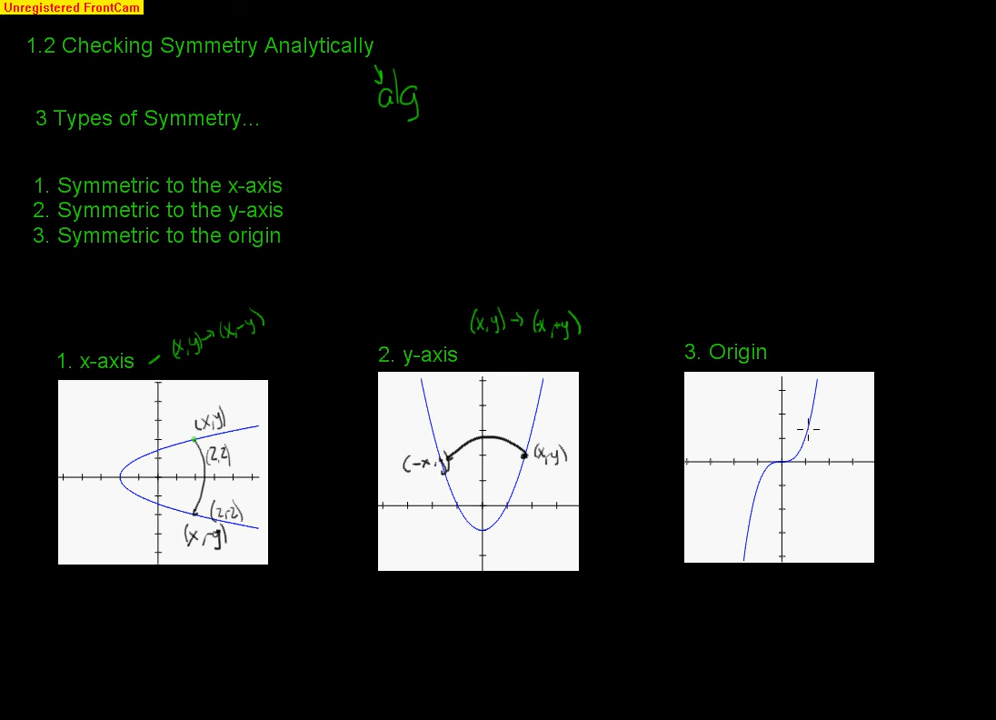 Unregistered FrontCam
1.2 Checking Symmetry Analytically
alg
3 Types of Symmetry...
1. Symmetric to the x-axis
2. Symmetric to the y-axis
3. Symmetric to the origin
(x,y)→(x,-y)
1. x-axis
(x,y)→(-x,+y)
2. y-axis
3. Origin
(x,y)
(2,2)
(2,-2)
(x,-y)
(-x,y)
(x,y)